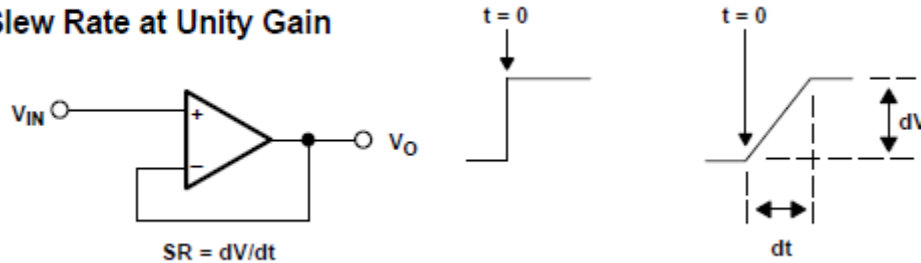 Slew Rate at Unity Gain
t = 0
t = 0
VIN
+
−
VO
dV
dt
SR = dV/dt